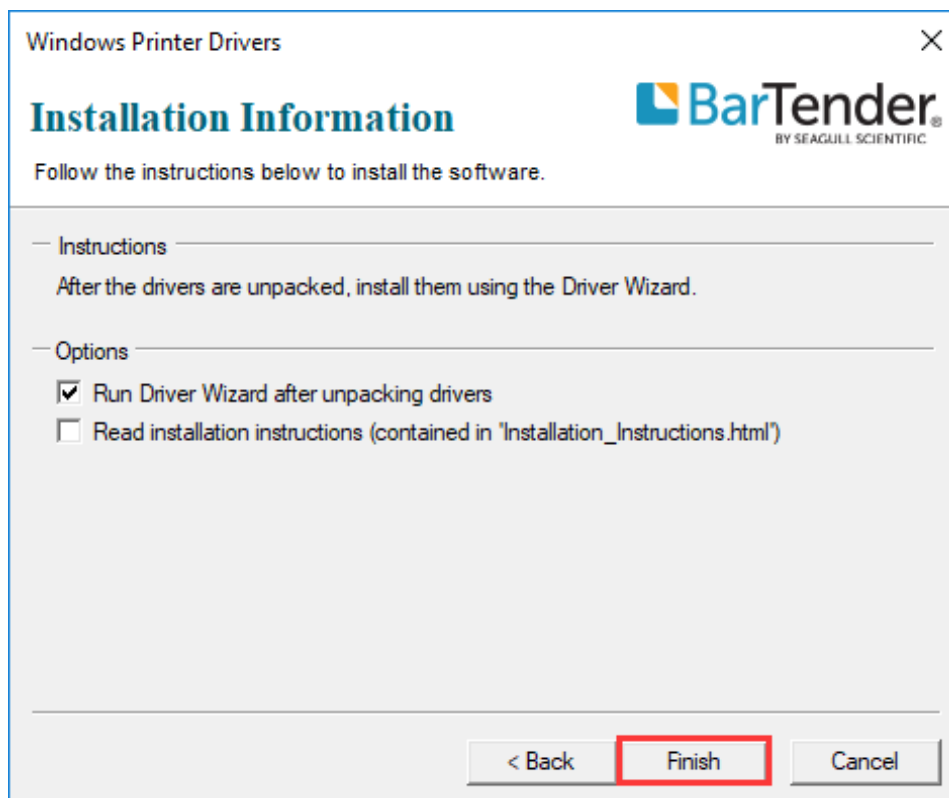 Windows Printer Drivers
Installation Information
BarTender®
BY SEAGULL SCIENTIFIC
Follow the instructions below to install the software.
Instructions
After the drivers are unpacked, install them using the Driver Wizard.
Options
Run Driver Wizard after unpacking drivers
Read installation instructions (contained in 'Installation_Instructions.html')
< Back Finish Cancel